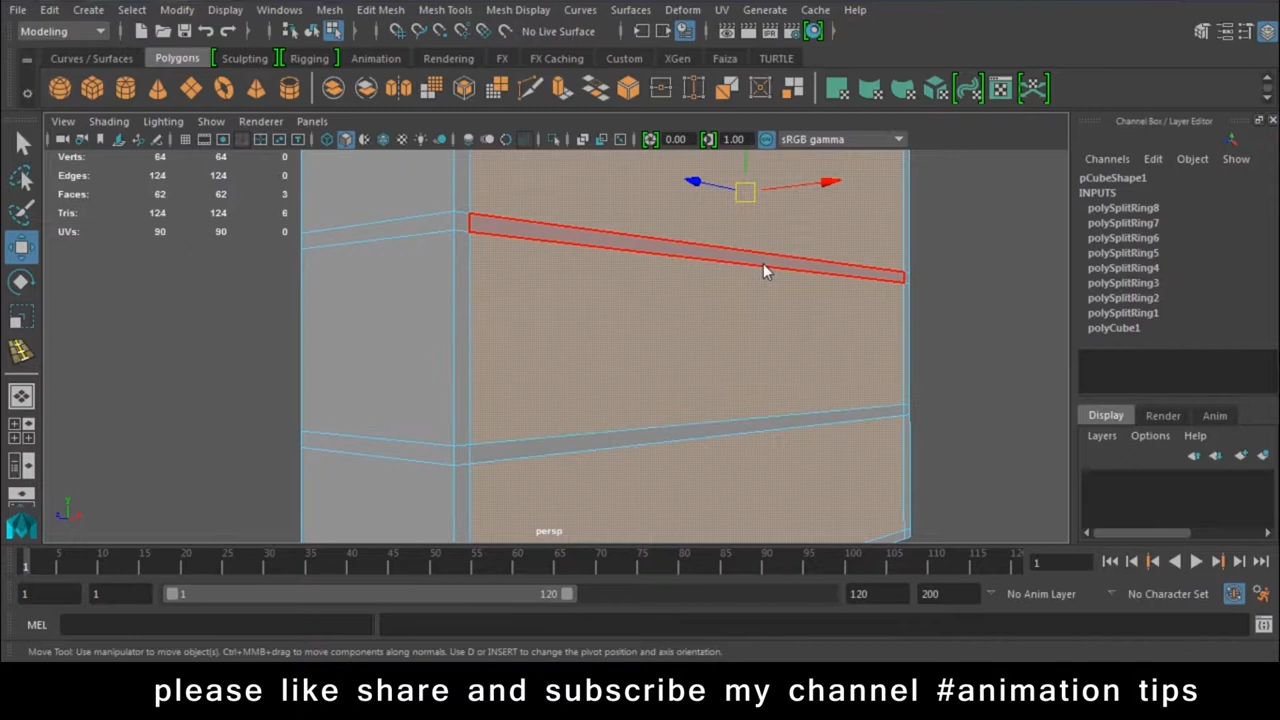 File Edit Create Select Modify Display Windows Mesh Edit Mesh Mesh Tools Mesh Display Curves Surfaces Deform UV Generate Cache Help
Modeling No Live Surface
Curves / Surfaces Polygons Sculpting Rigging Animation Rendering FX FX Caching Custom XGen Faiza TURTLE
View Shading Lighting Show Renderer Panels
0.00 1.00 sRGB gamma
Verts: 64 64 0
Edges: 124 124 0
Faces: 62 62 3
Tris: 124 124 6
UVs: 90 90 0
persp
Channel Box / Layer Editor
Channels Edit Object Show
pCubeShape1
INPUTS
polySplitRing8
polySplitRing7
polySplitRing6
polySplitRing5
polySplitRing4
polySplitRing3
polySplitRing2
polySplitRing1
polyCube1
Display Render Anim
Layers Options Help
5 10 15 20 25 30 35 40 45 50 55 60 65 70 75 80 85 90 95 100 105 110 115 12
1 1
1 1 1 120 120 200 No Anim Layer No Character Set
MEL
Move Tool: Use manipulator to move object(s). Ctrl+MMB+drag to move components along normals. Use D or INSERT to change the pivot position and axis orientation.
please like share and subscribe my channel #animation tips